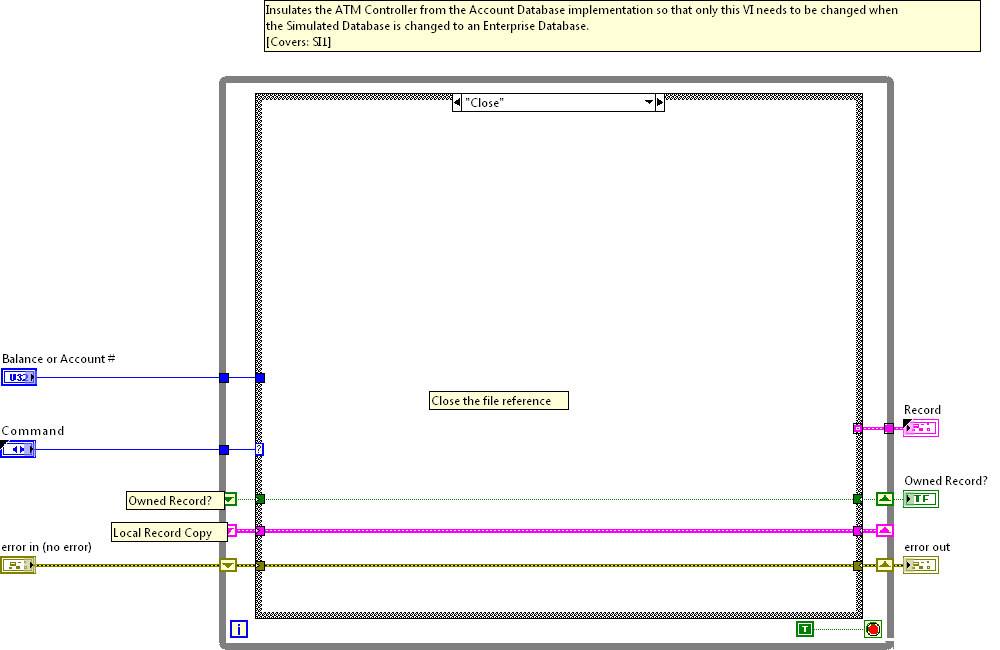 Insulates the ATM Controller from the Account Database implementation so that only this VI needs to be changed when
the Simulated Database is changed to an Enterprise Database.
[Covers: SI1]
"Close"
Balance or Account #
U32
Close the file reference
Record
Command
?
Owned Record?
Owned Record?
TF
Local Record Copy
error in (no error)
error out
i
T